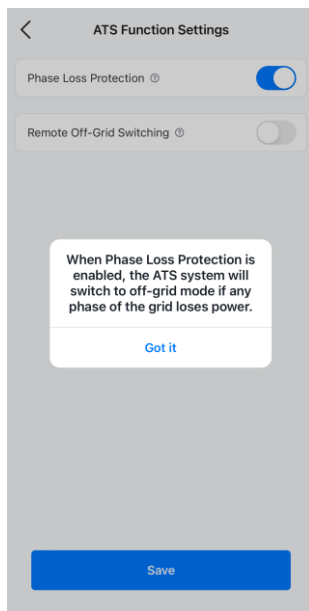 ATS Function Settings
Phase Loss Protection
Remote Off-Grid Switching
When Phase Loss Protection is
enabled, the ATS system will
switch to off-grid mode if any
phase of the grid loses power.
Got it
Save